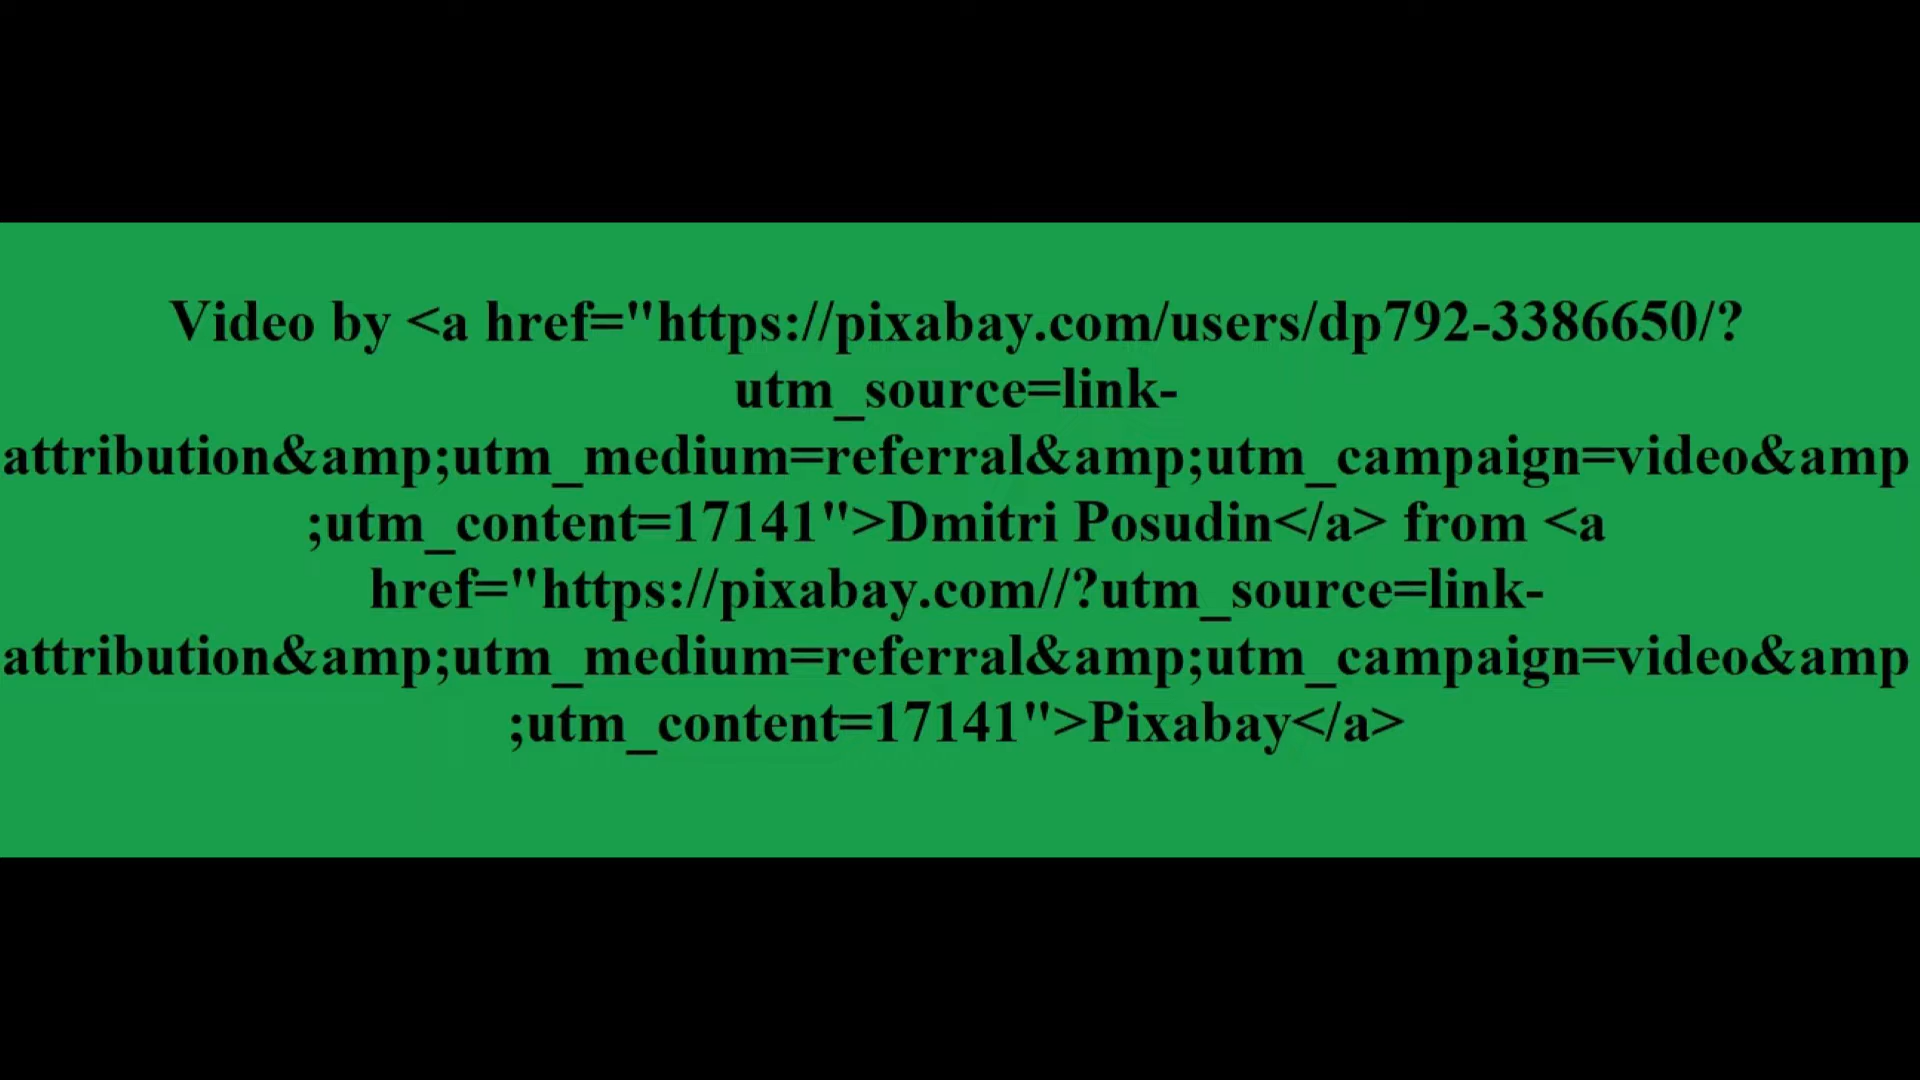 Video by <a href="https://pixabay.com/users/dp792-3386650/?
utm_source=link-
attribution&amp;utm_medium=referral&amp;utm_campaign=video&amp
;utm_content=17141">Dmitri Posudin</a> from <a
href="https://pixabay.com//?utm_source=link-
attribution&amp;utm_medium=referral&amp;utm_campaign=video&amp
;utm_content=17141">Pixabay</a>